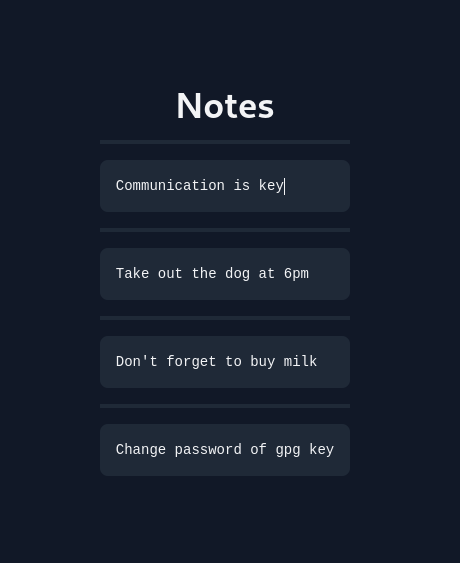 Notes
Communication is key
Take out the dog at 6pm
Don't forget to buy milk
Change password of gpg key